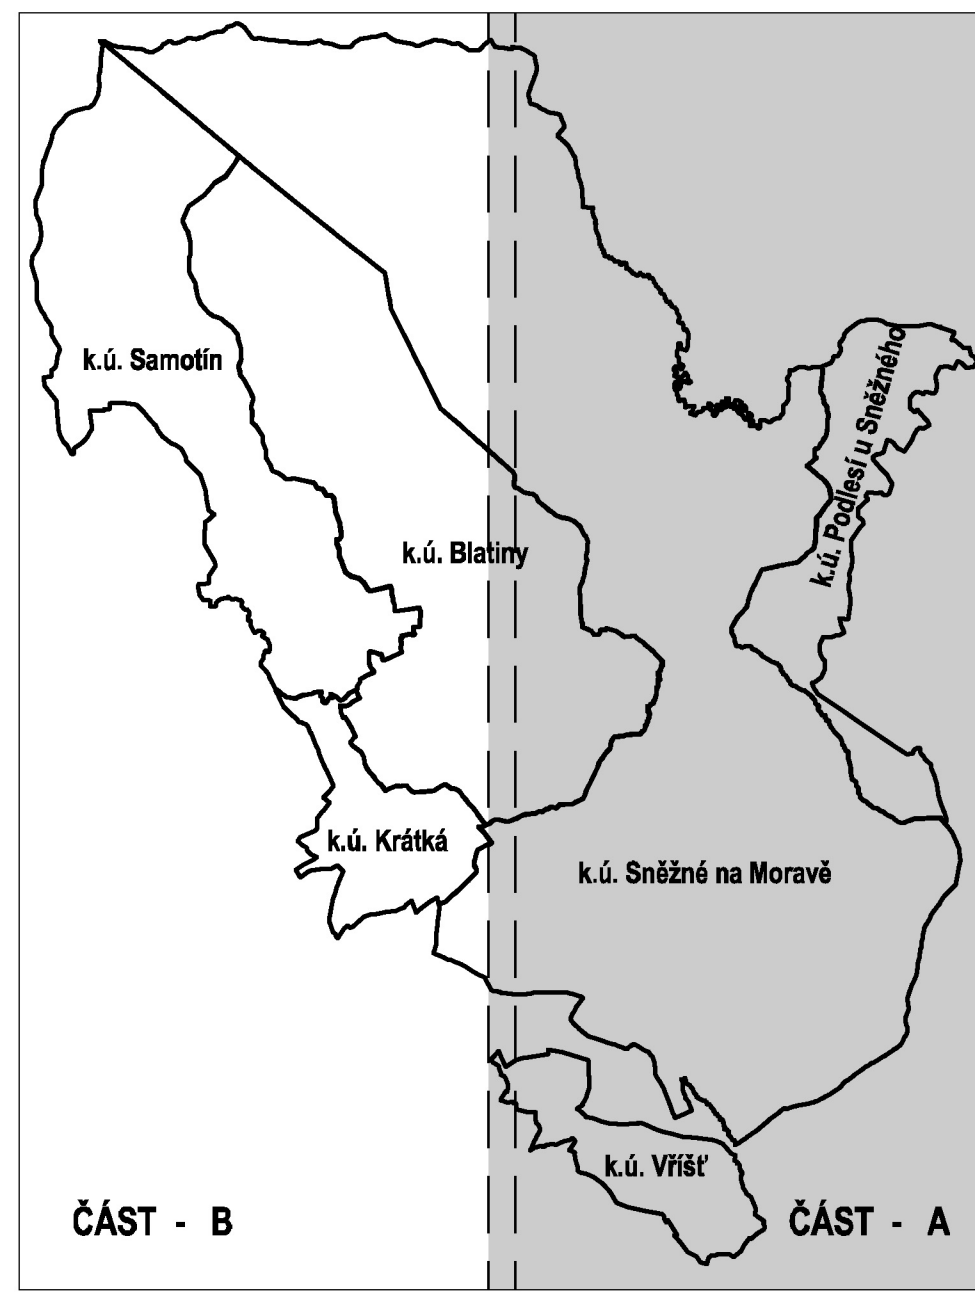 k.ú. Samotín
k.ú. Podlesí u Sněžného
k.ú. Blatiny
k.ú. Krátká
k.ú. Sněžné na Moravě
k.ú. Vříšť
ČÁST - B
ČÁST - A